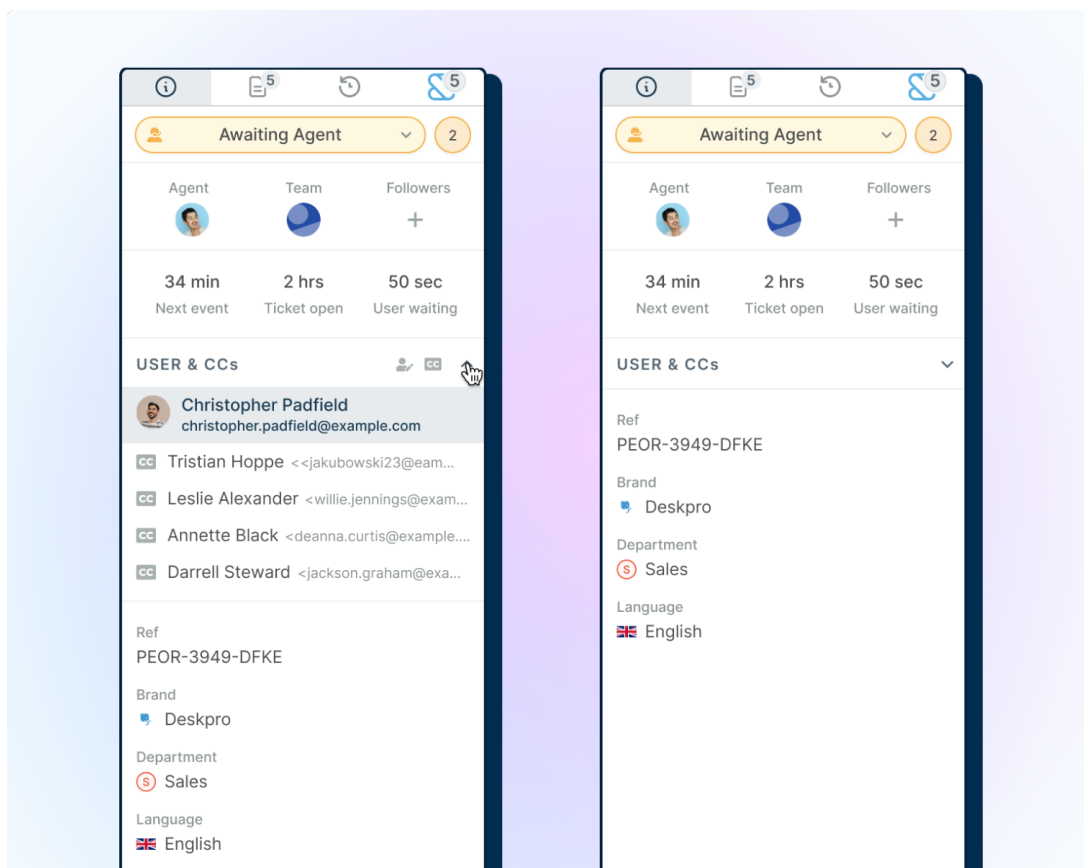 5
5
Awaiting Agent
2
Agent Team Followers
34 min 2 hrs 50 sec
Next event Ticket open User waiting
USER & CCs CC
Christopher Padfield
christopher.padfield@example.com
CC Tristian Hoppe <<jakubowski23@eam...
CC Leslie Alexander <willie.jennings@exam...
CC Annette Black <deanna.curtis@example....
CC Darrell Steward <jackson.graham@exa...
Ref
PEOR-3949-DFKE
Brand
Deskpro
Department
S Sales
Language
English
5
5
Awaiting Agent
2
Agent Team Followers
34 min 2 hrs 50 sec
Next event Ticket open User waiting
USER & CCs
Ref
PEOR-3949-DFKE
Brand
Deskpro
Department
S Sales
Language
English